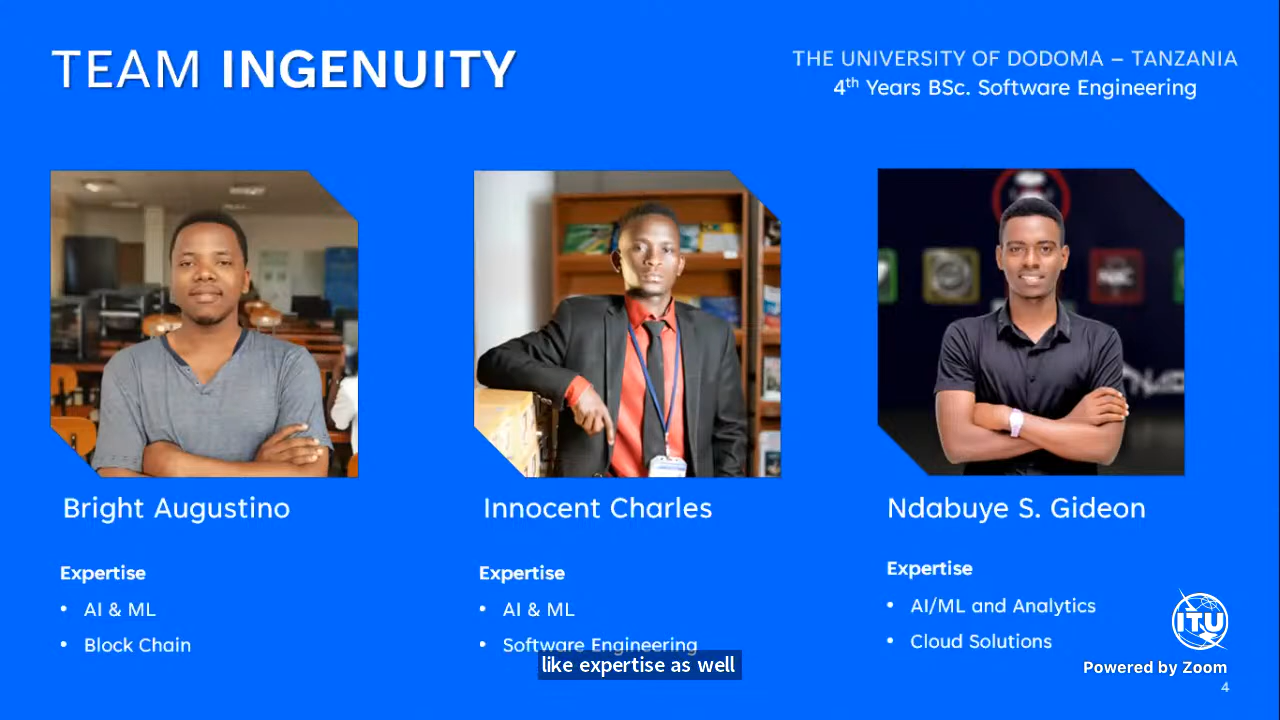 TEAM INGENUITY
THE UNIVERSITY OF DODOMA – TANZANIA
4th Years BSc. Software Engineering
Bright Augustino
Expertise
• AI & ML
• Block Chain
Innocent Charles
Expertise
• AI & ML
• Software Engineering
Ndabuye S. Gideon
Expertise
• AI/ML and Analytics
• Cloud Solutions
ITU
Powered by Zoom
like expertise as well
4